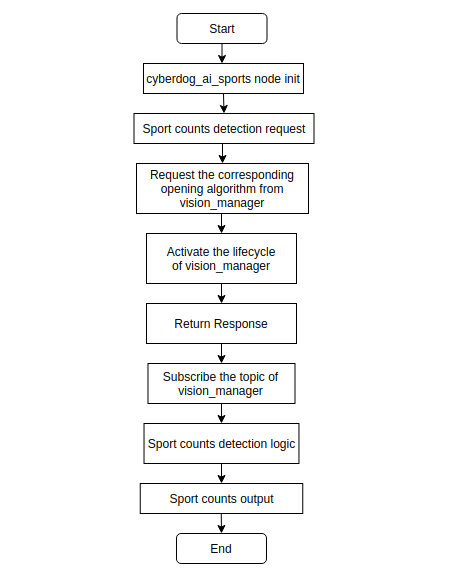 Start
cyberdog_ai_sports node init
Sport counts detection request
Request the corresponding
opening algorithm from
vision_manager
Activate the lifecycle
of vision_manager
Return Response
Subscribe the topic of
vision_manager
Sport counts detection logic
Sport counts output
End